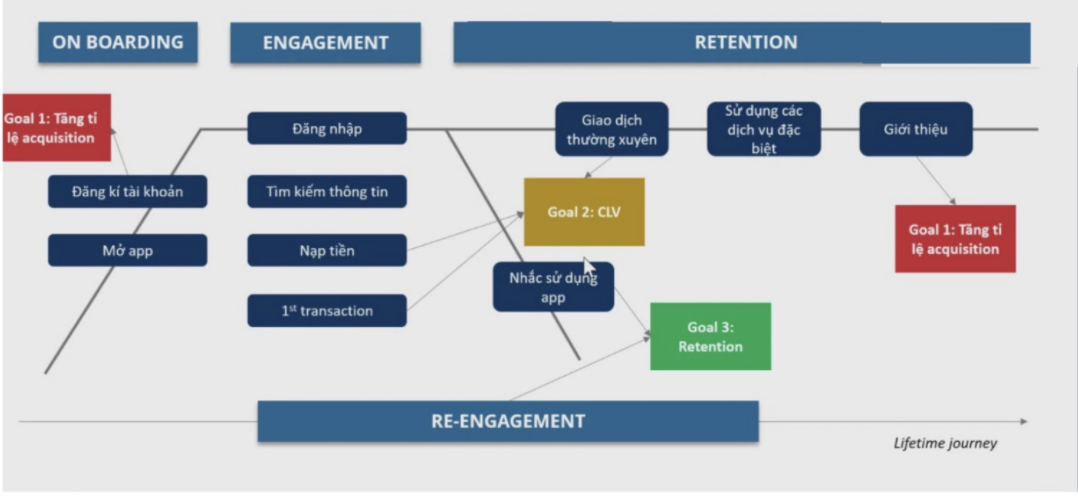 ON BOARDING
ENGAGEMENT
RETENTION
Goal 1: Tăng tỉ
lệ acquisition
Đăng kí tài khoản
Mở app
Đăng nhập
Tìm kiếm thông tin
Nạp tiền
1st transaction
Giao dịch
thường xuyên
Sử dụng các
dịch vụ đặc
biệt
Giới thiệu
Goal 2: CLV
Goal 1: Tăng tỉ
lệ acquisition
Nhắc sử dụng
app
Goal 3:
Retention
RE-ENGAGEMENT
Lifetime journey